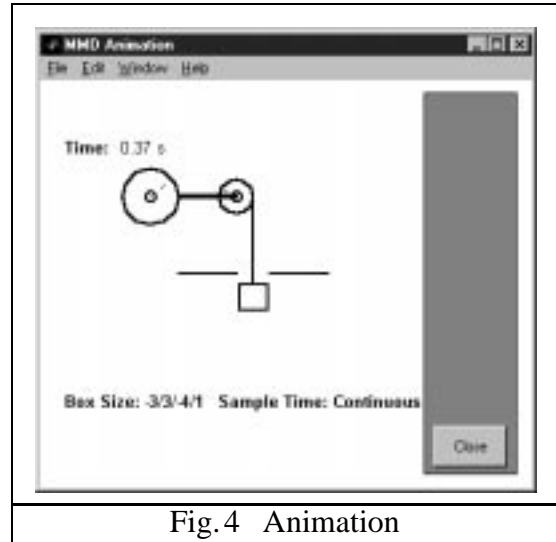 MMD Animation
File Edit Window Help
Time: 0.37 s
Box Size: -3/3/-4/1 Sample Time: Continuous
Close
Fig. 4 Animation